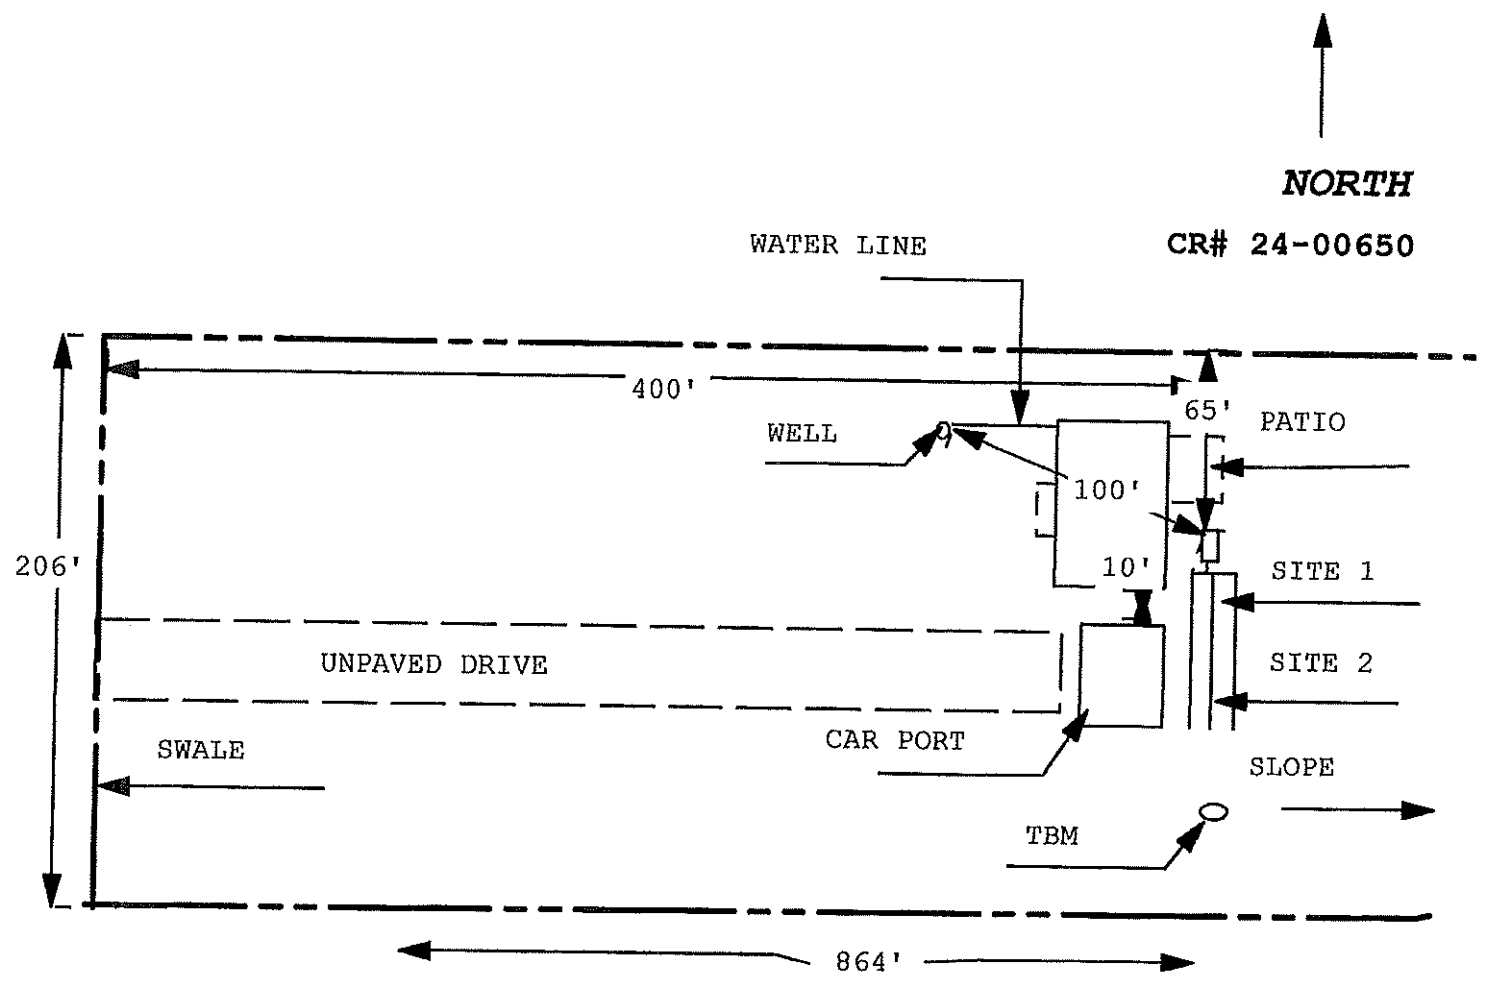 NORTH
CR# 24-00650
WATER LINE
400'
65'
PATIO
WELL
100'
206'
10'
SITE 1
UNPAVED DRIVE
SITE 2
CAR PORT
SWALE
SLOPE
TBM
864'